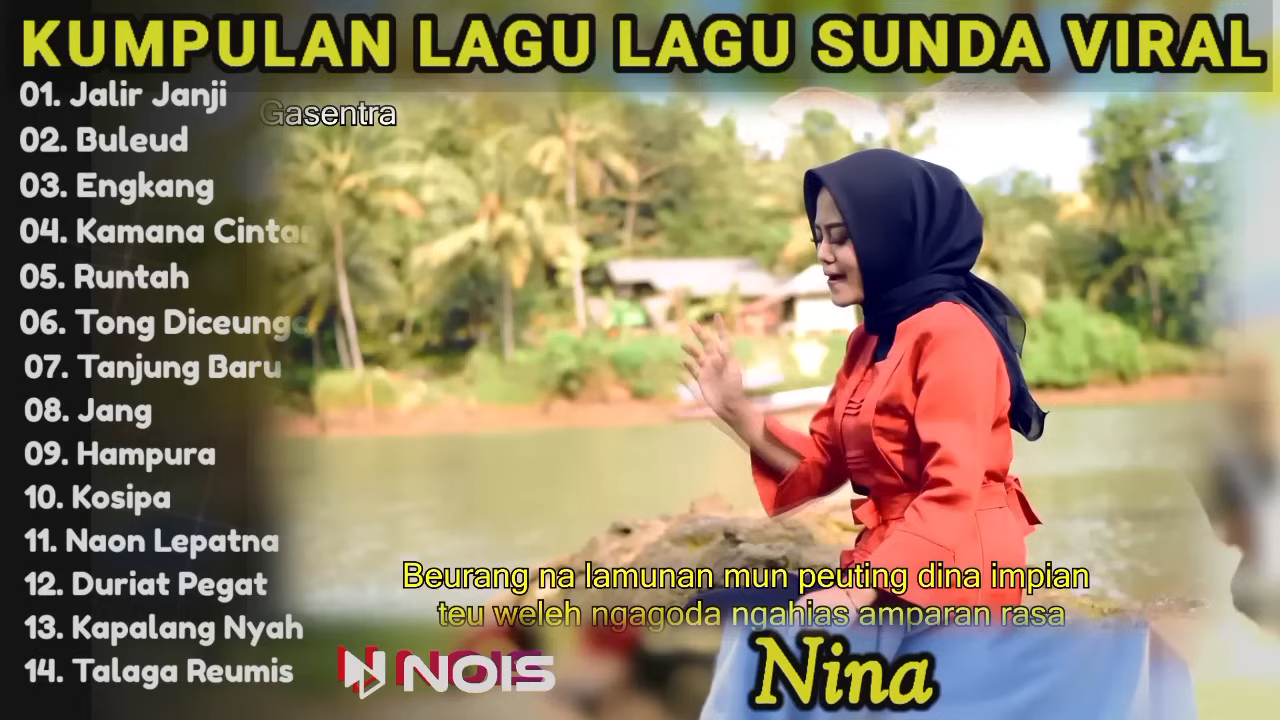 KUMPULAN LAGU LAGU SUNDA VIRAL
01. Jalir Janji
Gasentra
02. Buleud
03. Engkang
04. Kamana Cinta
05. Runtah
06. Tong Diceung
07. Tanjung Baru
08. Jang
09. Hampura
10. Kosipa
11. Naon Lepatna
12. Duriat Pegat
13. Kapalang Nyah
14. Talaga Reumis
Beurang na lamunan mun peuting dina impian
teu weleh ngagoda ngahias amparan rasa
Nina
NOIS